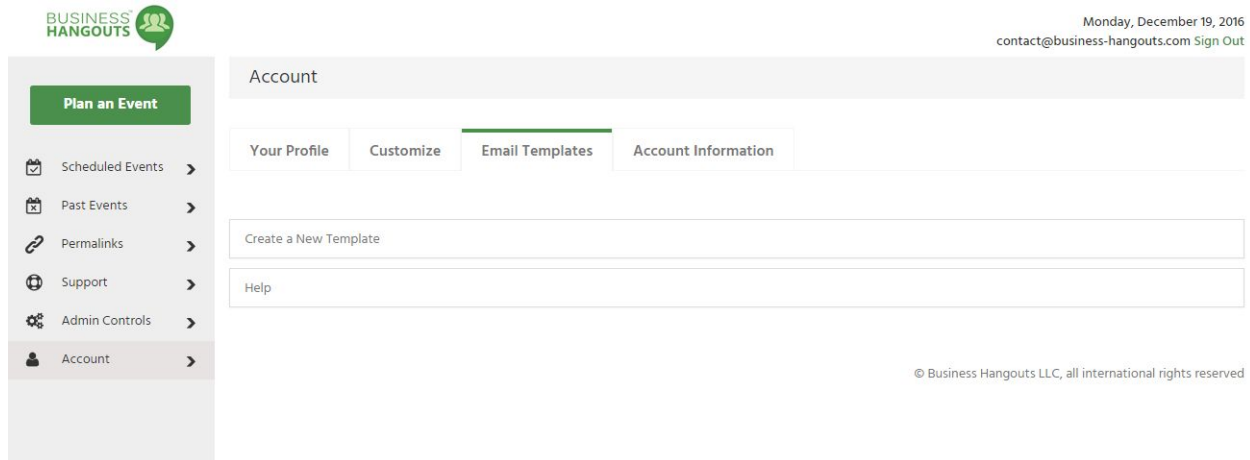 BUSINESS™
HANGOUTS
Monday, December 19, 2016
contact@business-hangouts.com Sign Out
Plan an Event
Scheduled Events
Past Events
Permalinks
Support
Admin Controls
Account
Account
Your Profile Customize Email Templates Account Information
Create a New Template
Help
© Business Hangouts LLC, all international rights reserved